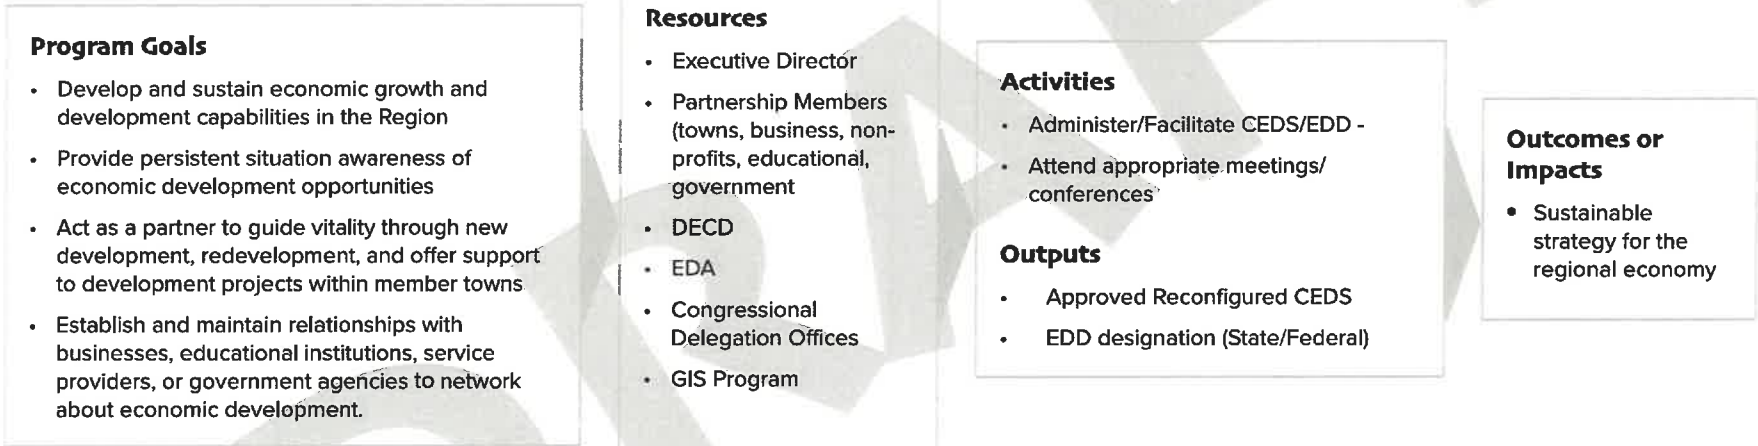 Program Goals
• Develop and sustain economic growth and
development capabilities in the Region
• Provide persistent situation awareness of
economic development opportunities
• Act as a partner to guide vitality through new
development, redevelopment, and offer support
to development projects within member towns
• Establish and maintain relationships with
businesses, educational institutions, service
providers, or government agencies to network
about economic development.
Resources
• Executive Director
• Partnership Members
(towns, business, non-
profits, educational,
government
• DECD
• EDA
• Congressional
Delegation Offices
• GIS Program
Activities
• Administer/Facilitate CEDS/EDD -
• Attend appropriate meetings/
conferences
Outputs
• Approved Reconfigured CEDS
• EDD designation (State/Federal)
Outcomes or
Impacts
• Sustainable
strategy for the
regional economy
DRAFT